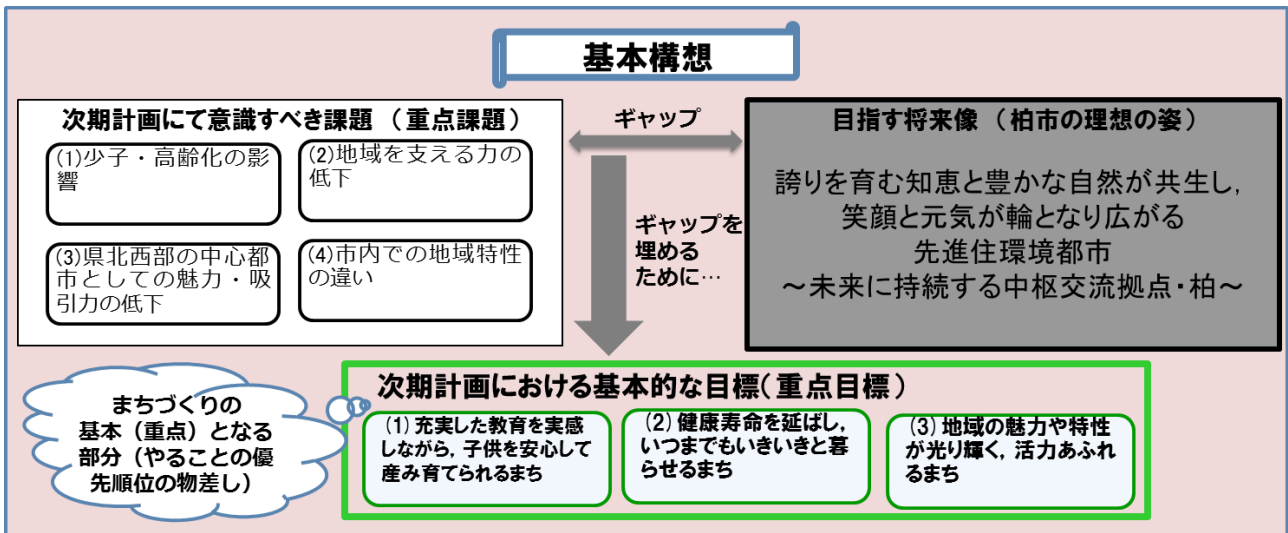 基本構想
次期計画にて意識すべき課題 (重点課題)
(1)少子・高齢化の影
響
(2)地域を支える力の
低下
(3)県北西部の中心都
市としての魅力・吸
引力の低下
(4)市内での地域特性
の違い
ギャップ
ギャップを
埋める
ために…
目指す将来像 (柏市の理想の姿)
誇りを育む知恵と豊かな自然が共生し,
笑顔と元気が輪となり広がる
先進住環境都市
~未来に持続する中枢交流拠点・柏~
まちづくりの
基本(重点)となる
部分(やることの優
先順位の物差し)
次期計画における基本的な目標(重点目標)
(1) 充実した教育を実感
しながら, 子供を安心して
産み育てられるまち
(2) 健康寿命を延ばし,
いつまでもいきいきと暮
らせるまち
(3) 地域の魅力や特性
が光り輝く, 活力あふれ
るまち